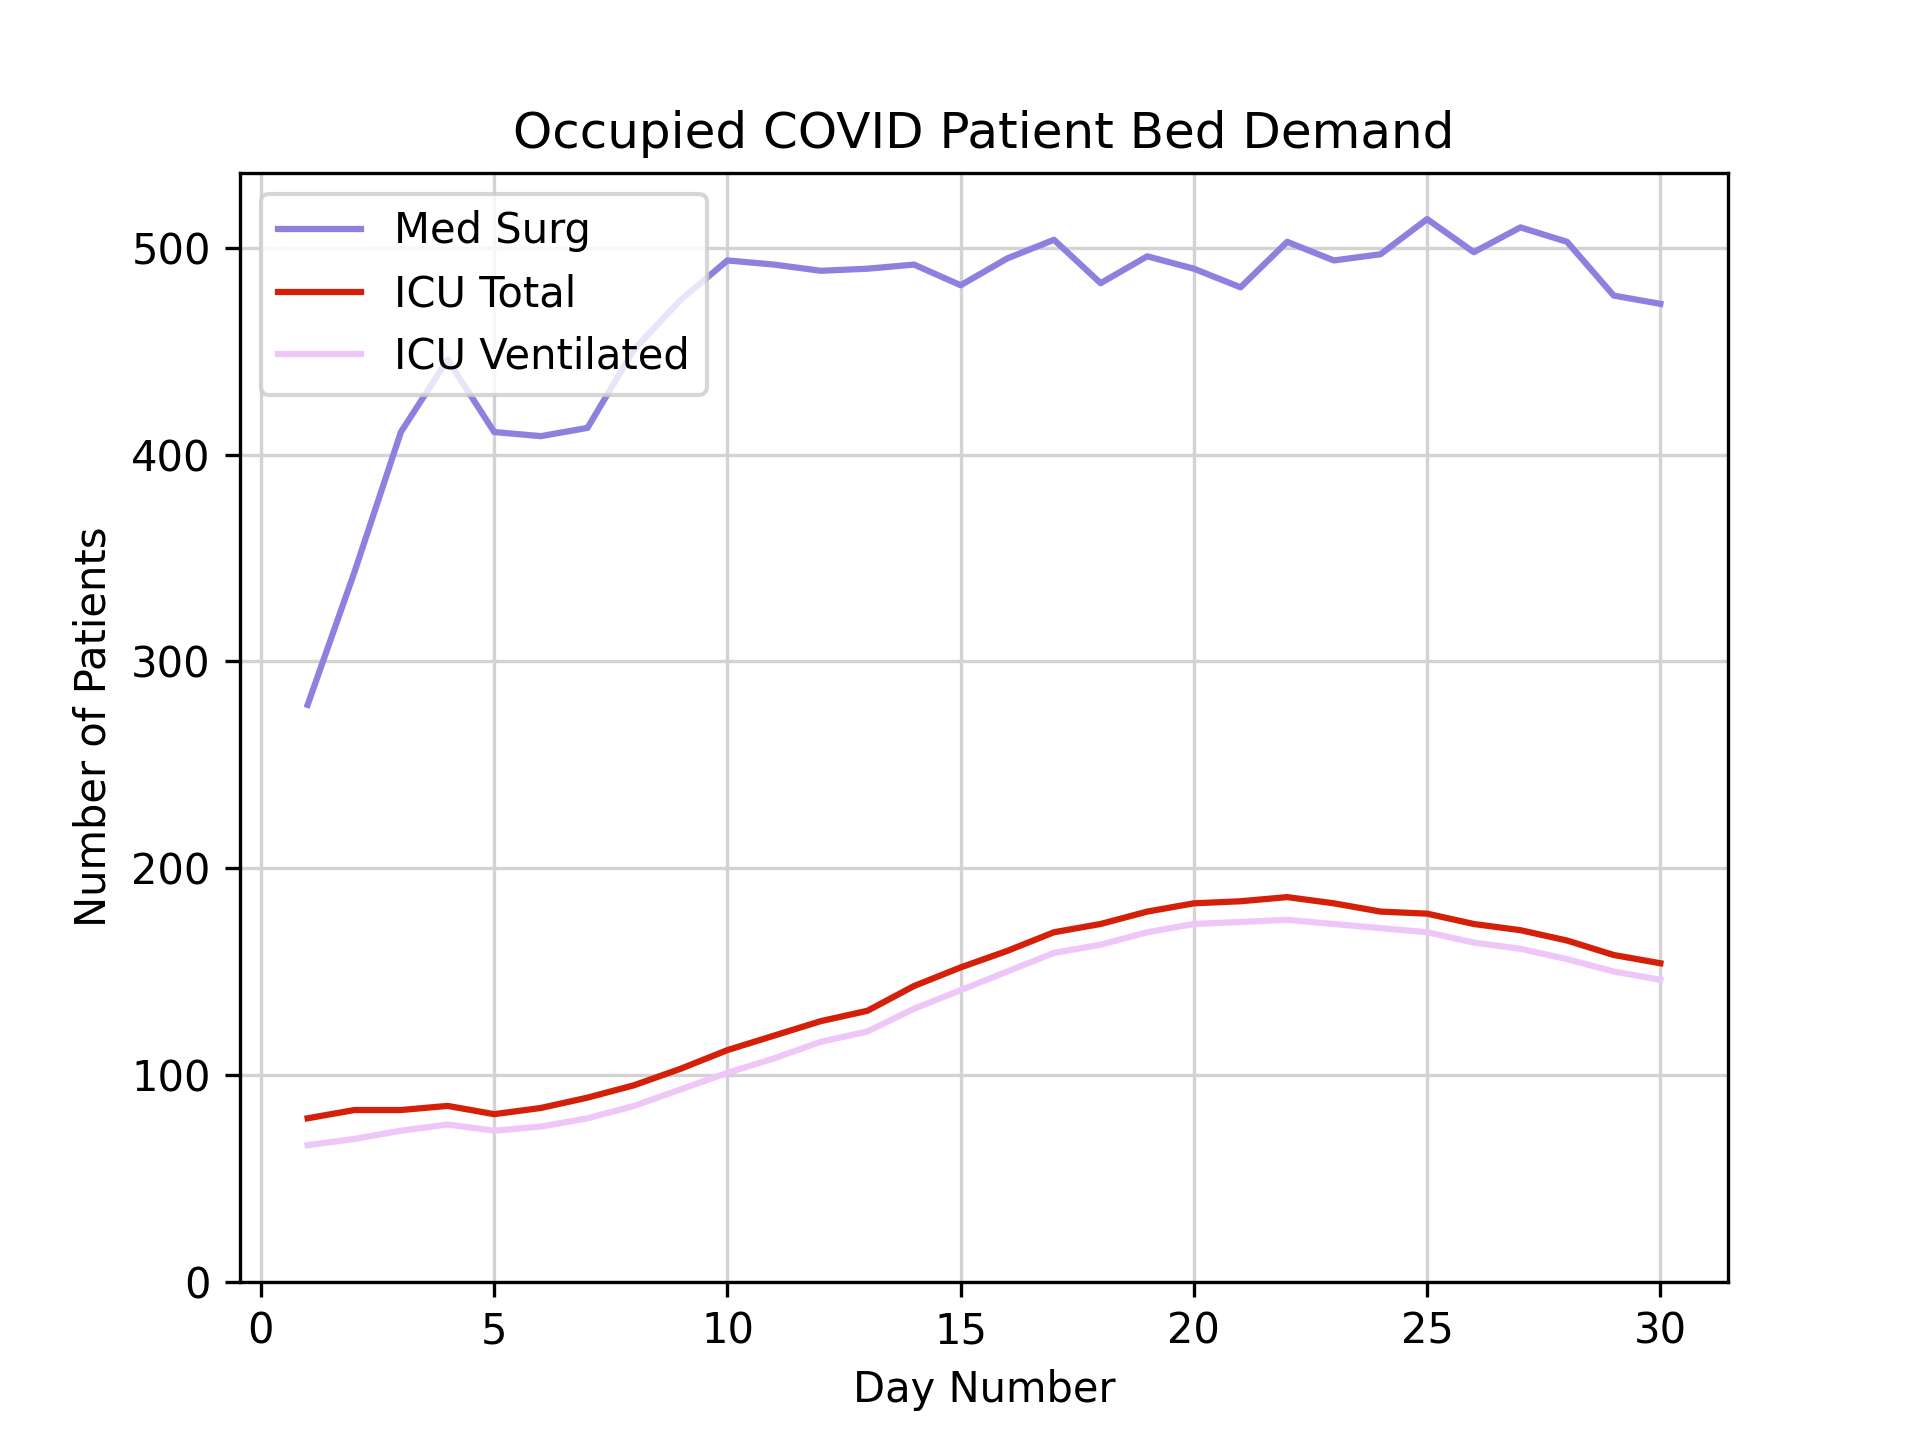 Occupied COVID Patient Bed Demand
Med Surg
ICU Total
ICU Ventilated
500
400
300
200
100
0
Number of Patients
0 5 10 15 20 25 30
Day Number